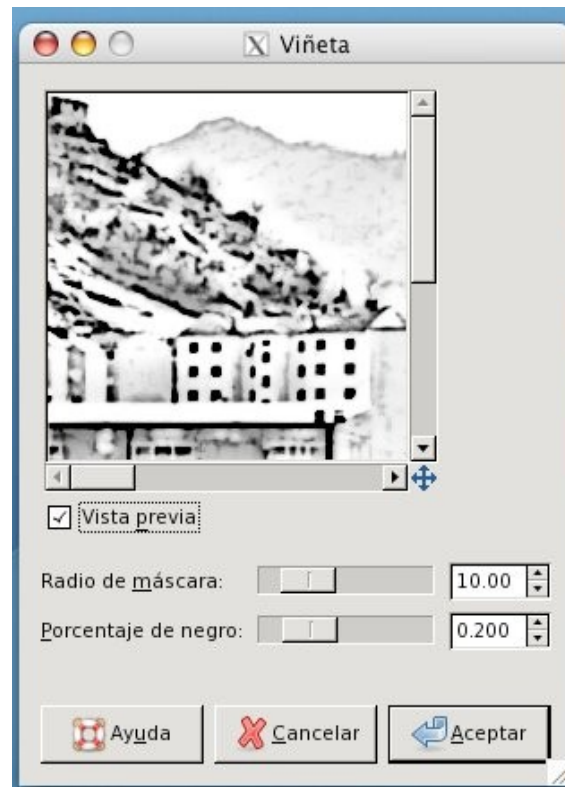 Viñeta
Vista previa
Radio de máscara: 10.00
Porcentaje de negro: 0.200
Ayuda Cancelar Aceptar